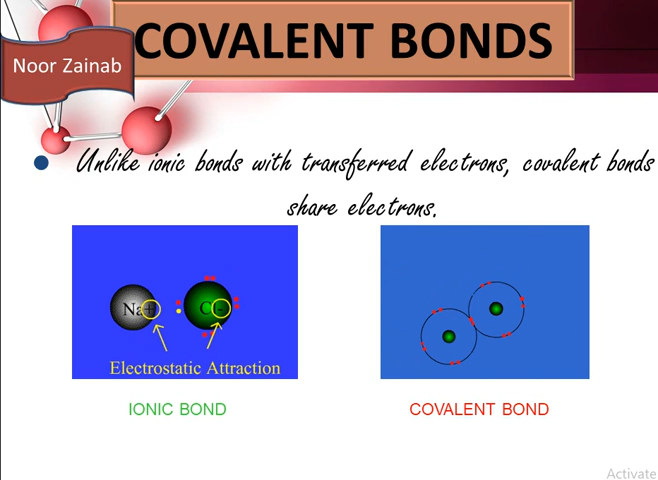 COVALENT BONDS
Noor Zainab
Unlike ionic bonds with transferred electrons, covalent bonds
share electrons.
Na+
Cl-
Electrostatic Attraction
IONIC BOND
COVALENT BOND
Activate